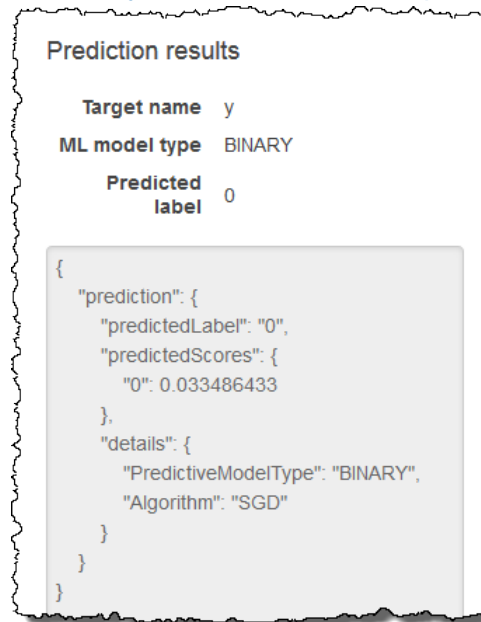 Prediction results
Target name y
ML model type BINARY
Predicted
label 0
{
"prediction": {
"predictedLabel": "0",
"predictedScores": {
"0": 0.033486433
},
"details": {
"PredictiveModelType": "BINARY",
"Algorithm": "SGD"
}
}
}